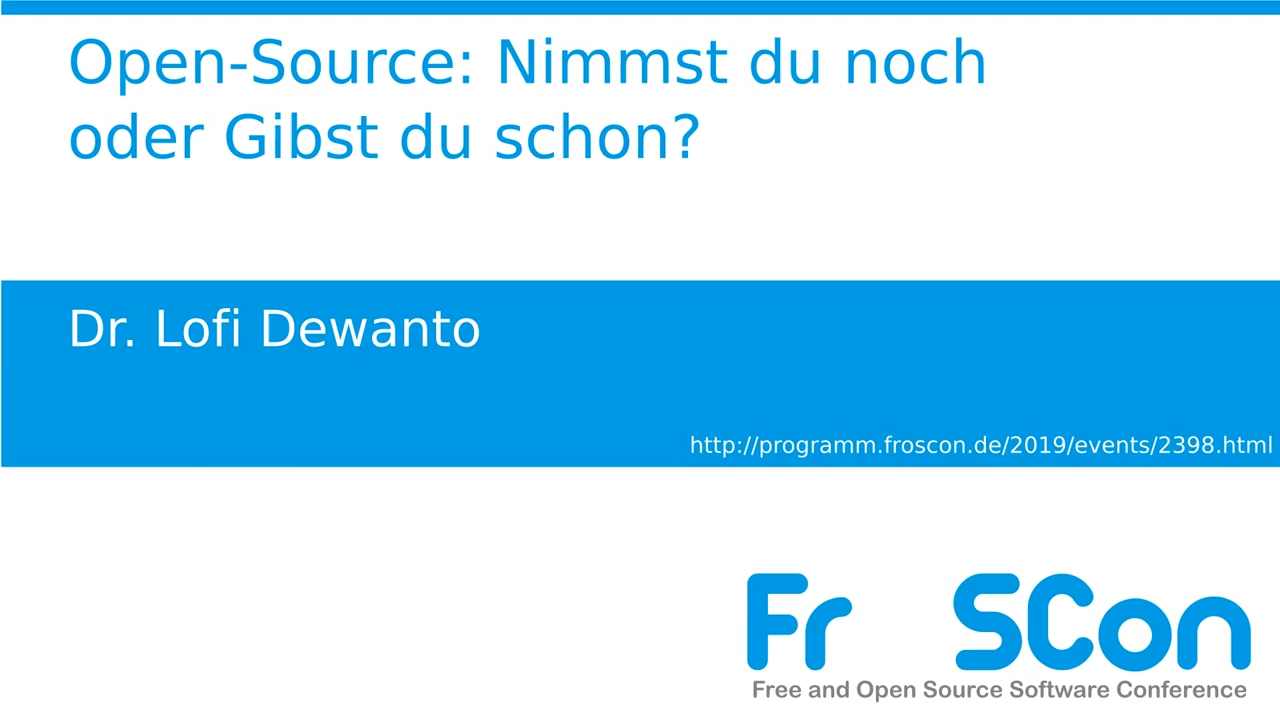 Open-Source: Nimmst du noch
oder Gibst du schon?
Dr. Lofi Dewanto
http://programm.froscon.de/2019/events/2398.html
Fr SCon
Free and Open Source Software Conference